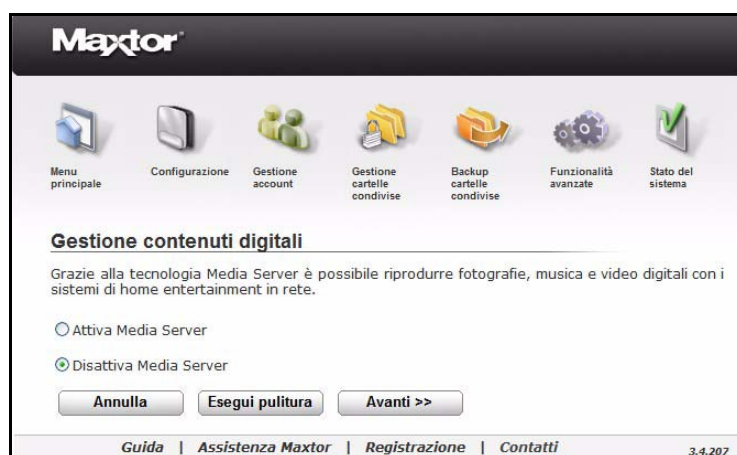 Maxtor
Menu principale
Configurazione
Gestione account
Gestione cartelle condivise
Backup cartelle condivise
Funzionalità avanzate
Stato del sistema
Gestione contenuti digitali
Grazie alla tecnologia Media Server è possibile riprodurre fotografie, musica e video digitali con i
sistemi di home entertainment in rete.
Attiva Media Server
Disattiva Media Server
Annulla Esegui pulitura Avanti >>
Guida | Assistenza Maxtor | Registrazione | Contatti 3.4.207